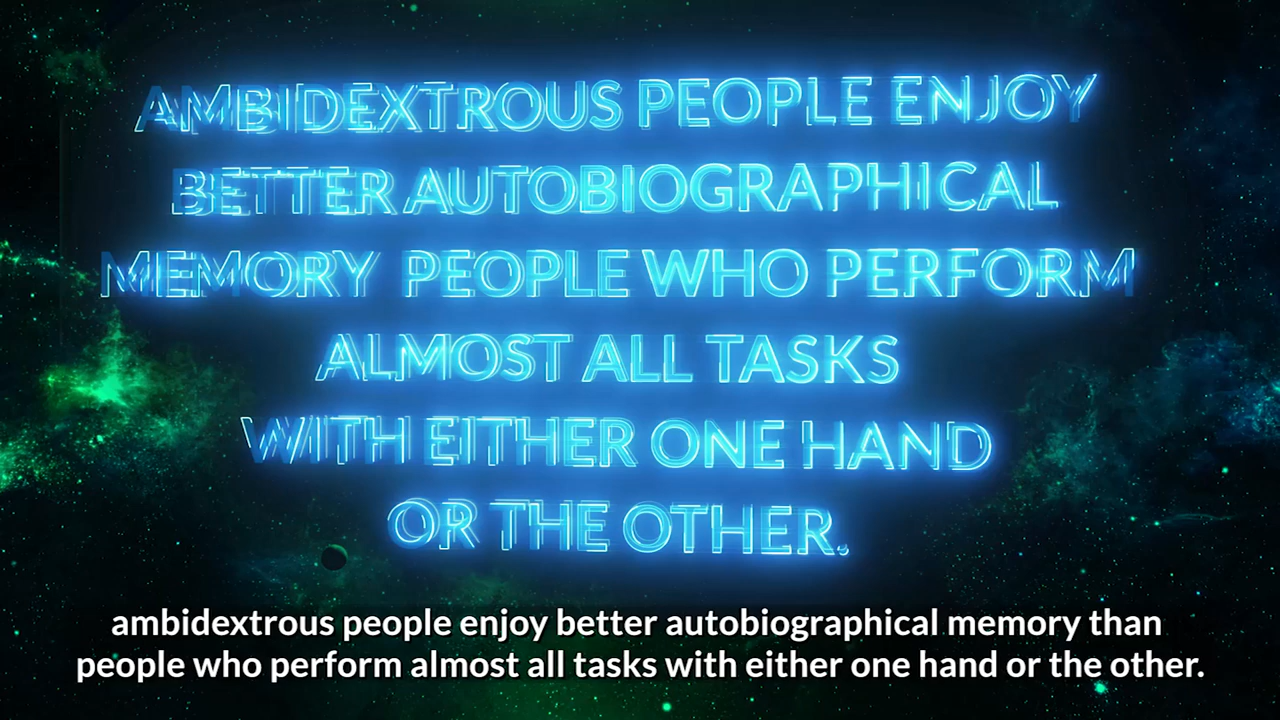 AMBIDEXTROUS PEOPLE ENJOY
BETTER AUTOBIOGRAPHICAL
MEMORY PEOPLE WHO PERFORM
ALMOST ALL TASKS
WITH EITHER ONE HAND
OR THE OTHER.
ambidextrous people enjoy better autobiographical memory than
people who perform almost all tasks with either one hand or the other.